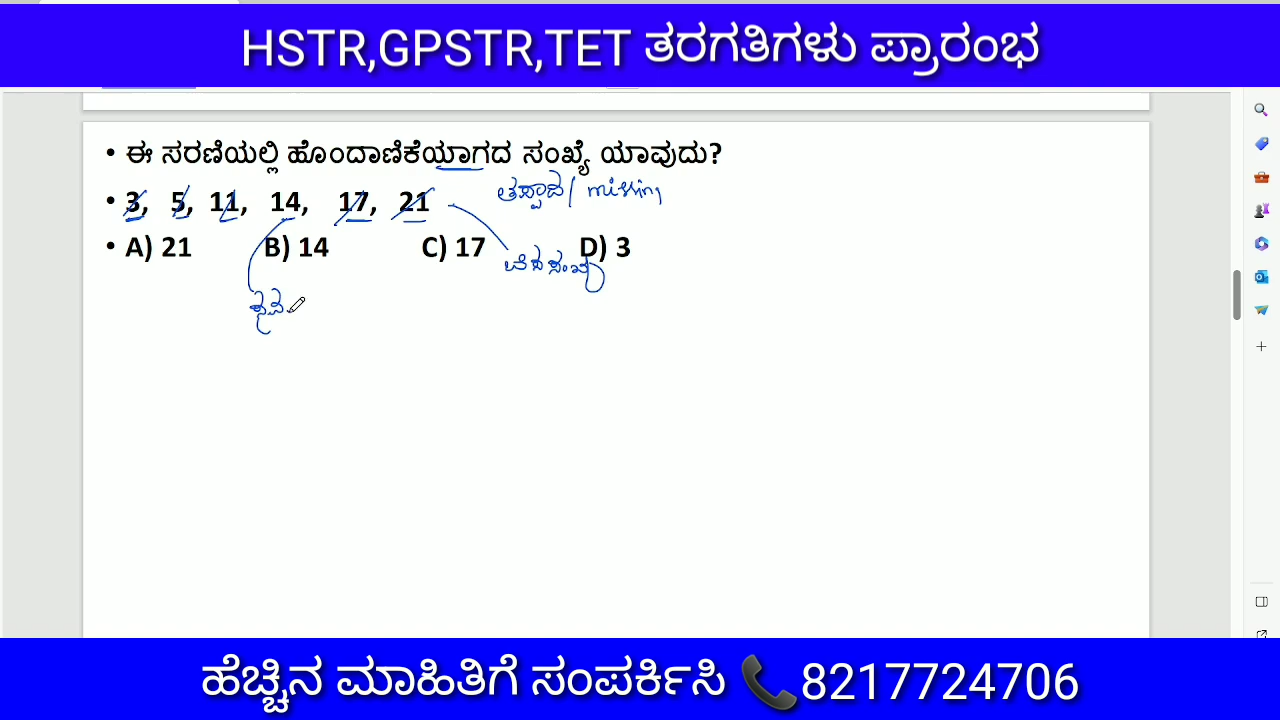 HSTR,GPSTR,TET ತರಗತಿಗಳು ಪ್ರಾರಂಭ
• ಈ ಸರಣಿಯಲ್ಲಿ ಹೊಂದಾಣಿಕೆಯಾಗದ ಸಂಖ್ಯೆ ಯಾವುದು?
• 3, 5, 11, 14, 17, 21
missing
• A) 21 B) 14 C) 17 D) 3
ಹೆಚ್ಚಿನ ಮಾಹಿತಿಗೆ ಸಂಪರ್ಕಿಸಿ 📞8217724706